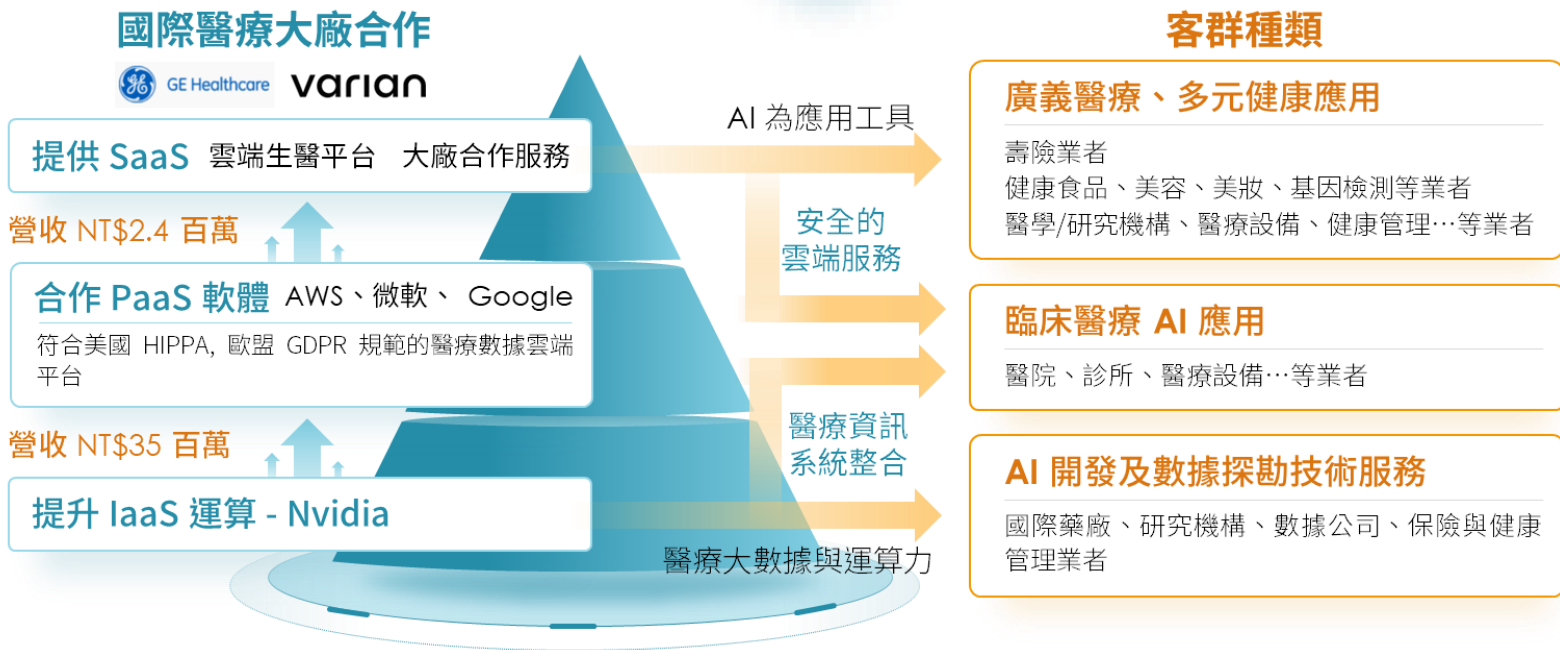 國際醫療大廠合作
GE Healthcare varian
提供 SaaS 雲端生醫平台 大廠合作服務
營收 NT$2.4 百萬
合作 PaaS 軟體 AWS、微軟、 Google
符合美國 HIPPA, 歐盟 GDPR 規範的醫療數據雲端
平台
營收 NT$35 百萬
提升 IaaS 運算 - Nvidia
AI 為應用工具
安全的
雲端服務
醫療資訊
系統整合
醫療大數據與運算力
客群種類
廣義醫療、多元健康應用
壽險業者
健康食品、美容、美妝、基因檢測等業者
醫學/研究機構、醫療設備、健康管理…等業者
臨床醫療 AI 應用
醫院、診所、醫療設備…等業者
AI 開發及數據探勘技術服務
國際藥廠、研究機構、數據公司、保險與健康
管理業者